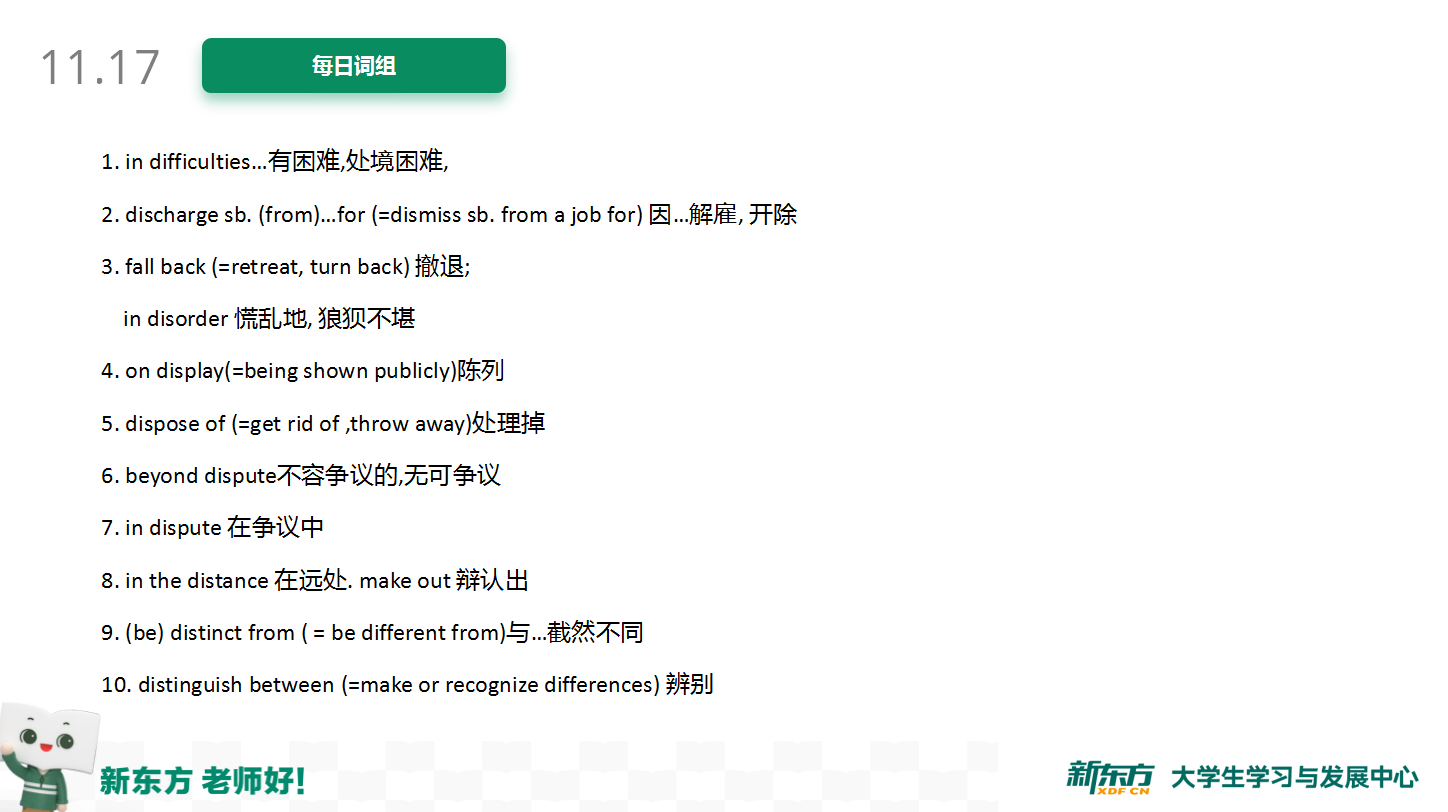 11.17
每日词组
1. in difficulties…有困难,处境困难,
2. discharge sb. (from)…for (=dismiss sb. from a job for) 因…解雇, 开除
3. fall back (=retreat, turn back) 撤退;
in disorder 慌乱地, 狼狈不堪
4. on display(=being shown publicly)陈列
5. dispose of (=get rid of ,throw away)处理掉
6. beyond dispute不容争议的,无可争议
7. in dispute 在争议中
8. in the distance 在远处. make out 辩认出
9. (be) distinct from ( = be different from)与…截然不同
10. distinguish between (=make or recognize differences) 辨别
新东方 老师好!
新东方 XDF.CN 大学生学习与发展中心